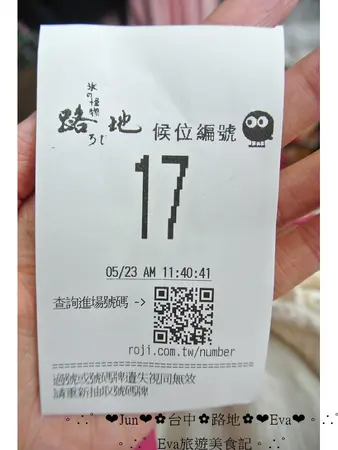 氷の怪物
路地 候位編號
ろじ
17
05/23 AM 11:40:41
查詢進場號碼 ->
roji.com.tw/number
過號或號碼牌遺失視同無效
請重新抽取號碼牌
。.:.゜❤Jun❤✿台中✿路地✿❤Eva❤。.:.゜
。.:.゜Eva旅遊美食記。.:.゜